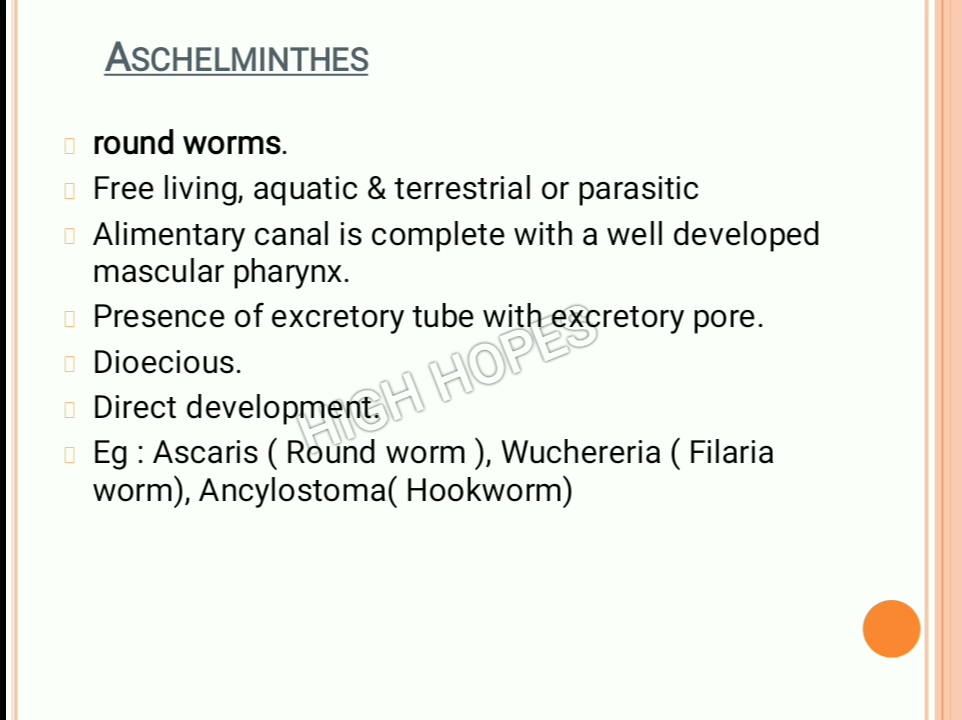 ASCHELMINTHES
round worms.
Free living, aquatic & terrestrial or parasitic
Alimentary canal is complete with a well developed
mascular pharynx.
Presence of excretory tube with excretory pore.
Dioecious.
Direct development.
HIGH HOPES
Eg : Ascaris ( Round worm ), Wuchereria ( Filaria
worm), Ancylostoma( Hookworm)